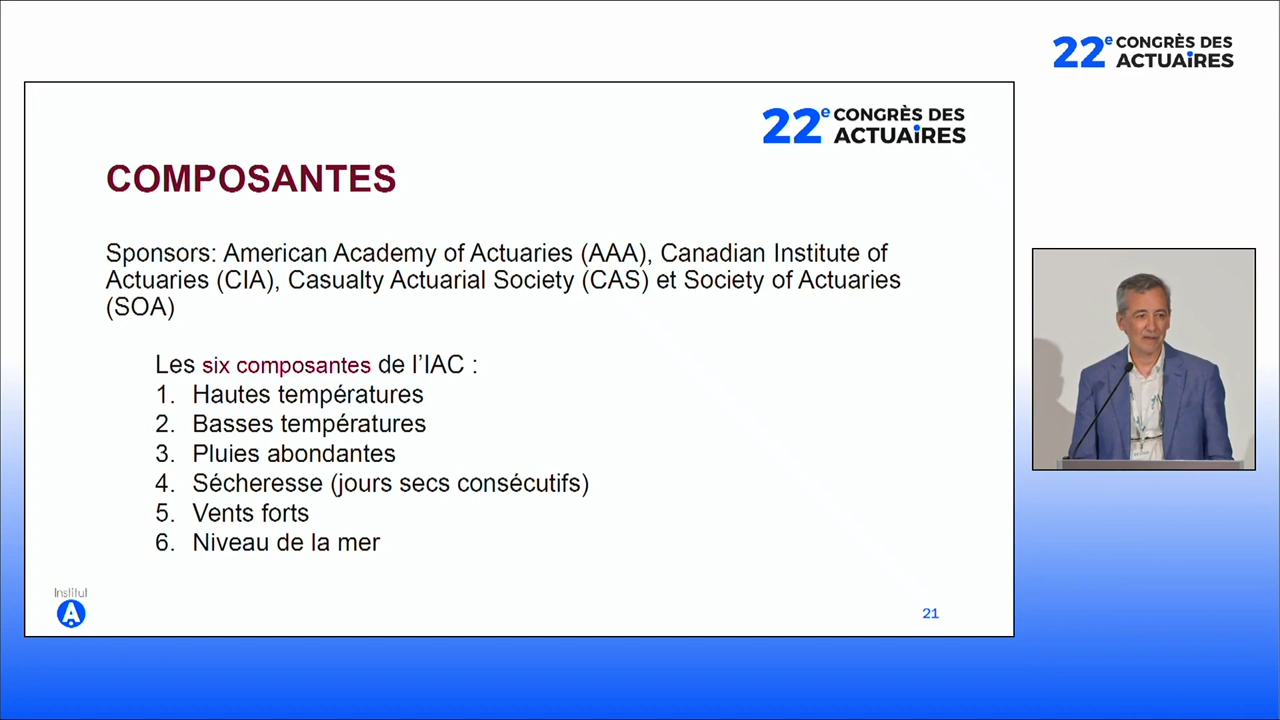 22e CONGRÈS DES
ACTUAiRES
22e CONGRÈS DES
ACTUAiRES
COMPOSANTES
Sponsors: American Academy of Actuaries (AAA), Canadian Institute of
Actuaries (CIA), Casualty Actuarial Society (CAS) et Society of Actuaries
(SOA)
Les six composantes de l’IAC :
1. Hautes températures
2. Basses températures
3. Pluies abondantes
4. Sécheresse (jours secs consécutifs)
5. Vents forts
6. Niveau de la mer
Institut
A
21